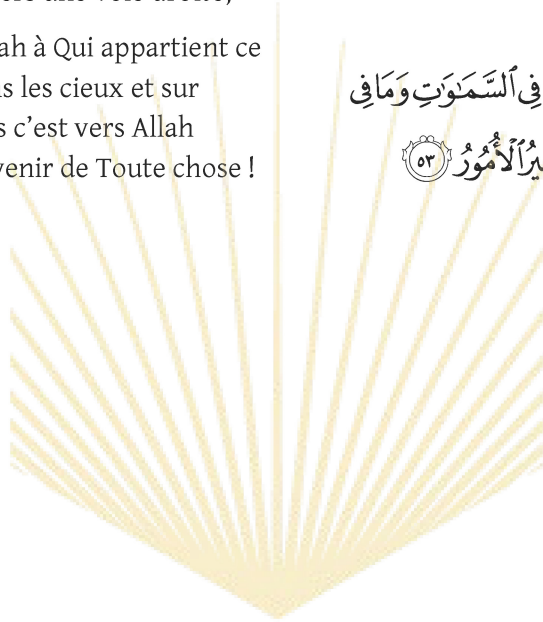 ah à Qui appartient ce
s les cieux et sur
s c’est vers Allah
venir de Toute chose !
فِى ٱلسَّمَـٰوَٰتِ وَمَا فِى
ٱلْأُمُورُ ٥٣